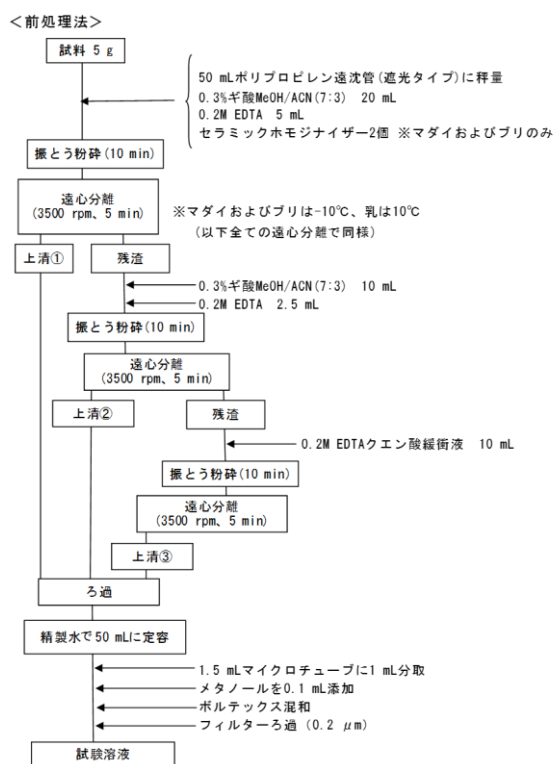 ＜前処理法＞
試料 5 g
50 mLポリプロピレン遠沈管(遮光タイプ)に秤量
0.3%ギ酸MeOH/ACN(7:3) 20 mL
0.2M EDTA 5 mL
セラミックホモジナイザー2個 ※マダイおよびブリのみ
振とう粉砕(10 min)
遠心分離
(3500 rpm、5 min)
※マダイおよびブリは-10℃、乳は10℃
(以下全ての遠心分離で同様)
上清①
残渣
0.3%ギ酸MeOH/ACN(7:3) 10 mL
0.2M EDTA 2.5 mL
振とう粉砕(10 min)
遠心分離
(3500 rpm、5 min)
上清②
残渣
0.2M EDTAクエン酸緩衝液 10 mL
振とう粉砕(10 min)
遠心分離
(3500 rpm、5 min)
上清③
ろ過
精製水で50 mLに定容
1.5 mLマイクロチューブに1 mL分取
メタノールを0.1 mL添加
ボルテックス混和
フィルターろ過（0.2 μm）
試験溶液